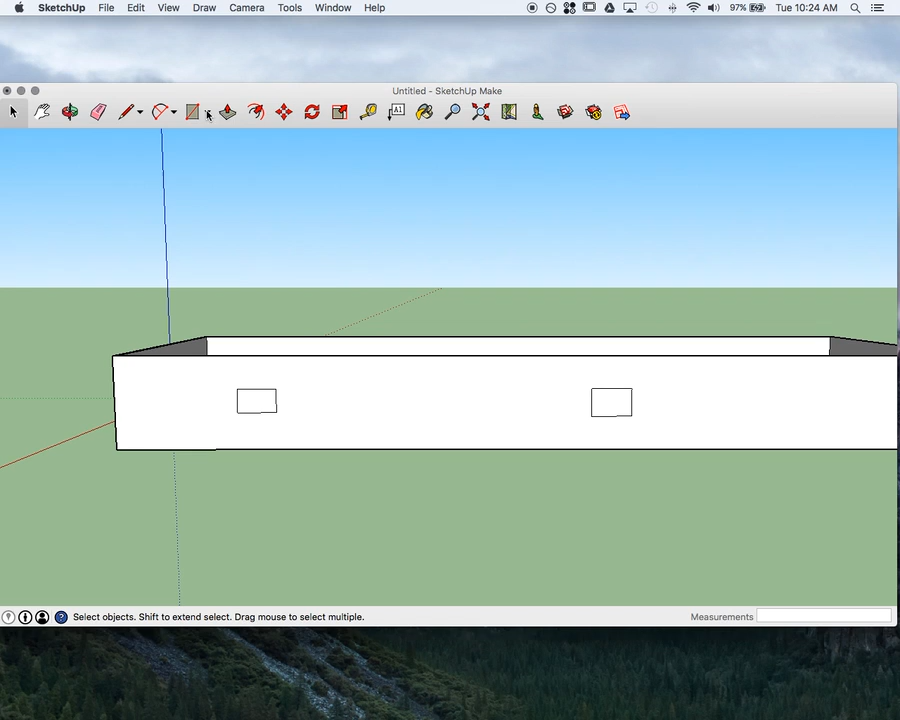 SketchUp File Edit View Draw Camera Tools Window Help 97% Tue 10:24 AM
Untitled - SketchUp Make
A1
? Select objects. Shift to extend select. Drag mouse to select multiple. Measurements